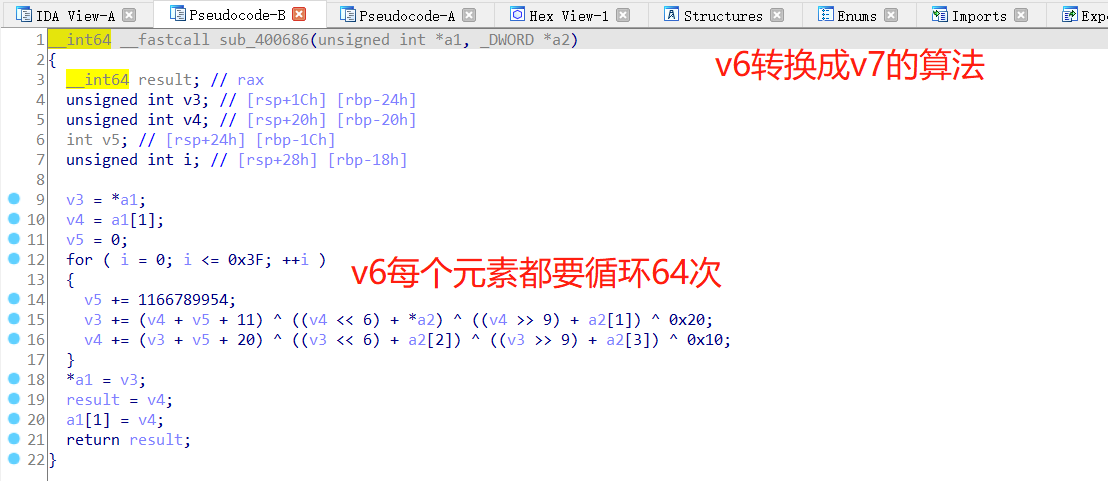 IDA View-A Pseudocode-B Pseudocode-A Hex View-1 Structures Enums Imports Expo
1 __int64 __fastcall sub_400686(unsigned int *a1, _DWORD *a2)
v6转换成v7的算法
2 {
3 __int64 result; // rax
4 unsigned int v3; // [rsp+1Ch] [rbp-24h]
5 unsigned int v4; // [rsp+20h] [rbp-20h]
6 int v5; // [rsp+24h] [rbp-1Ch]
7 unsigned int i; // [rsp+28h] [rbp-18h]
8
9 v3 = *a1;
10 v4 = a1[1];
11 v5 = 0;
12 for ( i = 0; i <= 0x3F; ++i )
v6每个元素都要循环64次
13 {
14 v5 += 1166789954;
15 v3 += (v4 + v5 + 11) ^ ((v4 << 6) + *a2) ^ ((v4 >> 9) + a2[1]) ^ 0x20;
16 v4 += (v3 + v5 + 20) ^ ((v3 << 6) + a2[2]) ^ ((v3 >> 9) + a2[3]) ^ 0x10;
17 }
18 *a1 = v3;
19 result = v4;
20 a1[1] = v4;
21 return result;
22 }